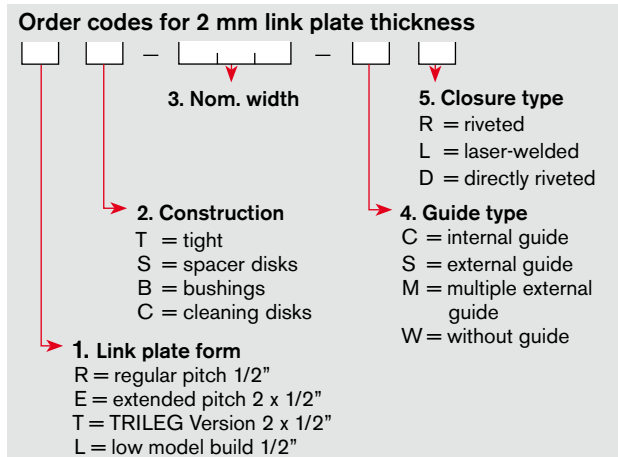 Order codes for 2 mm link plate thickness
– –
3. Nom. width
5. Closure type
R = riveted
L = laser-welded
D = directly riveted
2. Construction
T = tight
S = spacer disks
B = bushings
C = cleaning disks
4. Guide type
C = internal guide
S = external guide
M = multiple external
guide
W = without guide
1. Link plate form
R = regular pitch 1/2”
E = extended pitch 2 x 1/2”
T = TRILEG Version 2 x 1/2”
L = low model build 1/2”